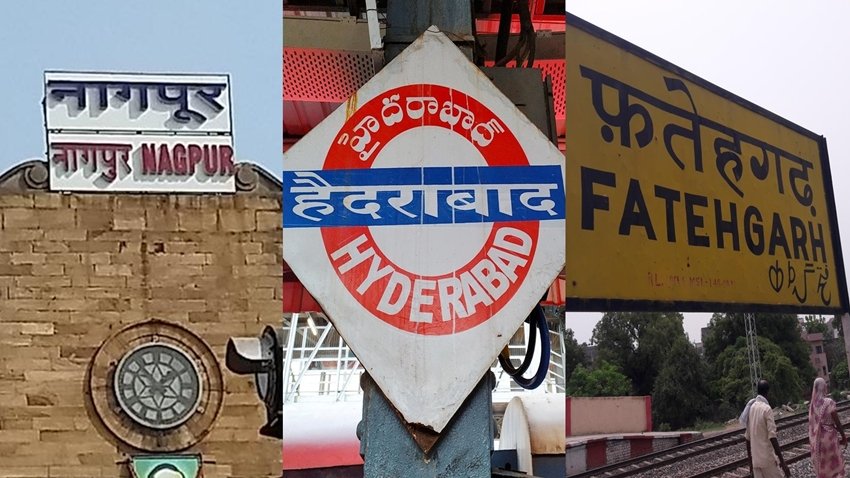 नागपूर
नागपुर NAGPUR
హైదరాబాద్
हैदराबाद
HYDERABAD
फ़तेहगढ़
FATEHGARH